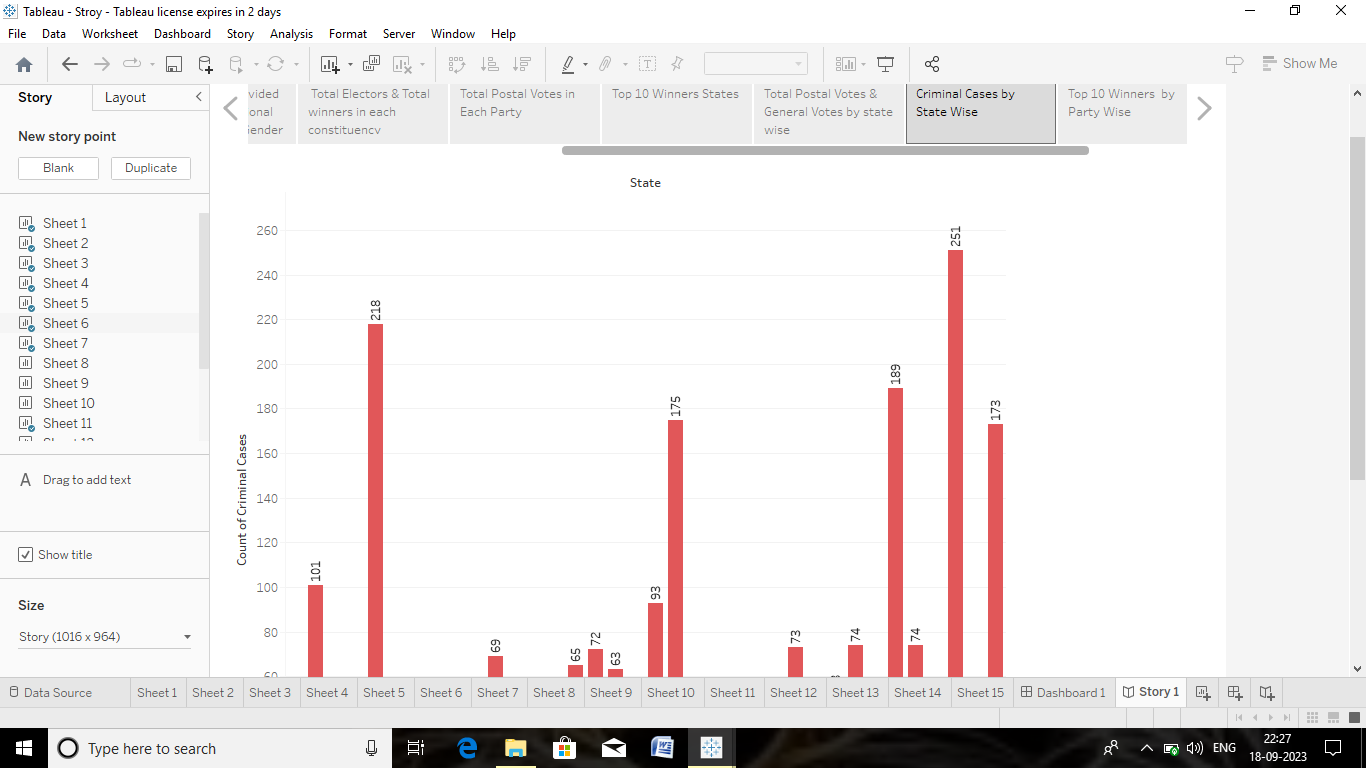 Tableau - Stroy - Tableau license expires in 2 days
File Data Worksheet Dashboard Story Analysis Format Server Window Help
Show Me
Story Layout
New story point
Blank Duplicate
Sheet 1
Sheet 2
Sheet 3
Sheet 4
Sheet 5
Sheet 6
Sheet 7
Sheet 8
Sheet 9
Sheet 10
Sheet 11
A Drag to add text
Show title
Size
Story (1016 x 964)
Total Electors & Total
winners in each
constituency
Total Postal Votes in
Each Party
Top 10 Winners States
Total Postal Votes &
General Votes by state
wise
Criminal Cases by
State Wise
Top 10 Winners by
Party Wise
State
Count of Criminal Cases
260
240
220
200
180
160
140
120
100
80
60
101
218
69
65
72
63
93
175
73
74
189
74
251
173
Data Source Sheet 1 Sheet 2 Sheet 3 Sheet 4 Sheet 5 Sheet 6 Sheet 7 Sheet 8 Sheet 9 Sheet 10 Sheet 11 Sheet 12 Sheet 13 Sheet 14 Sheet 15 Dashboard 1 Story 1
Type here to search
ENG
22:27
18-09-2023